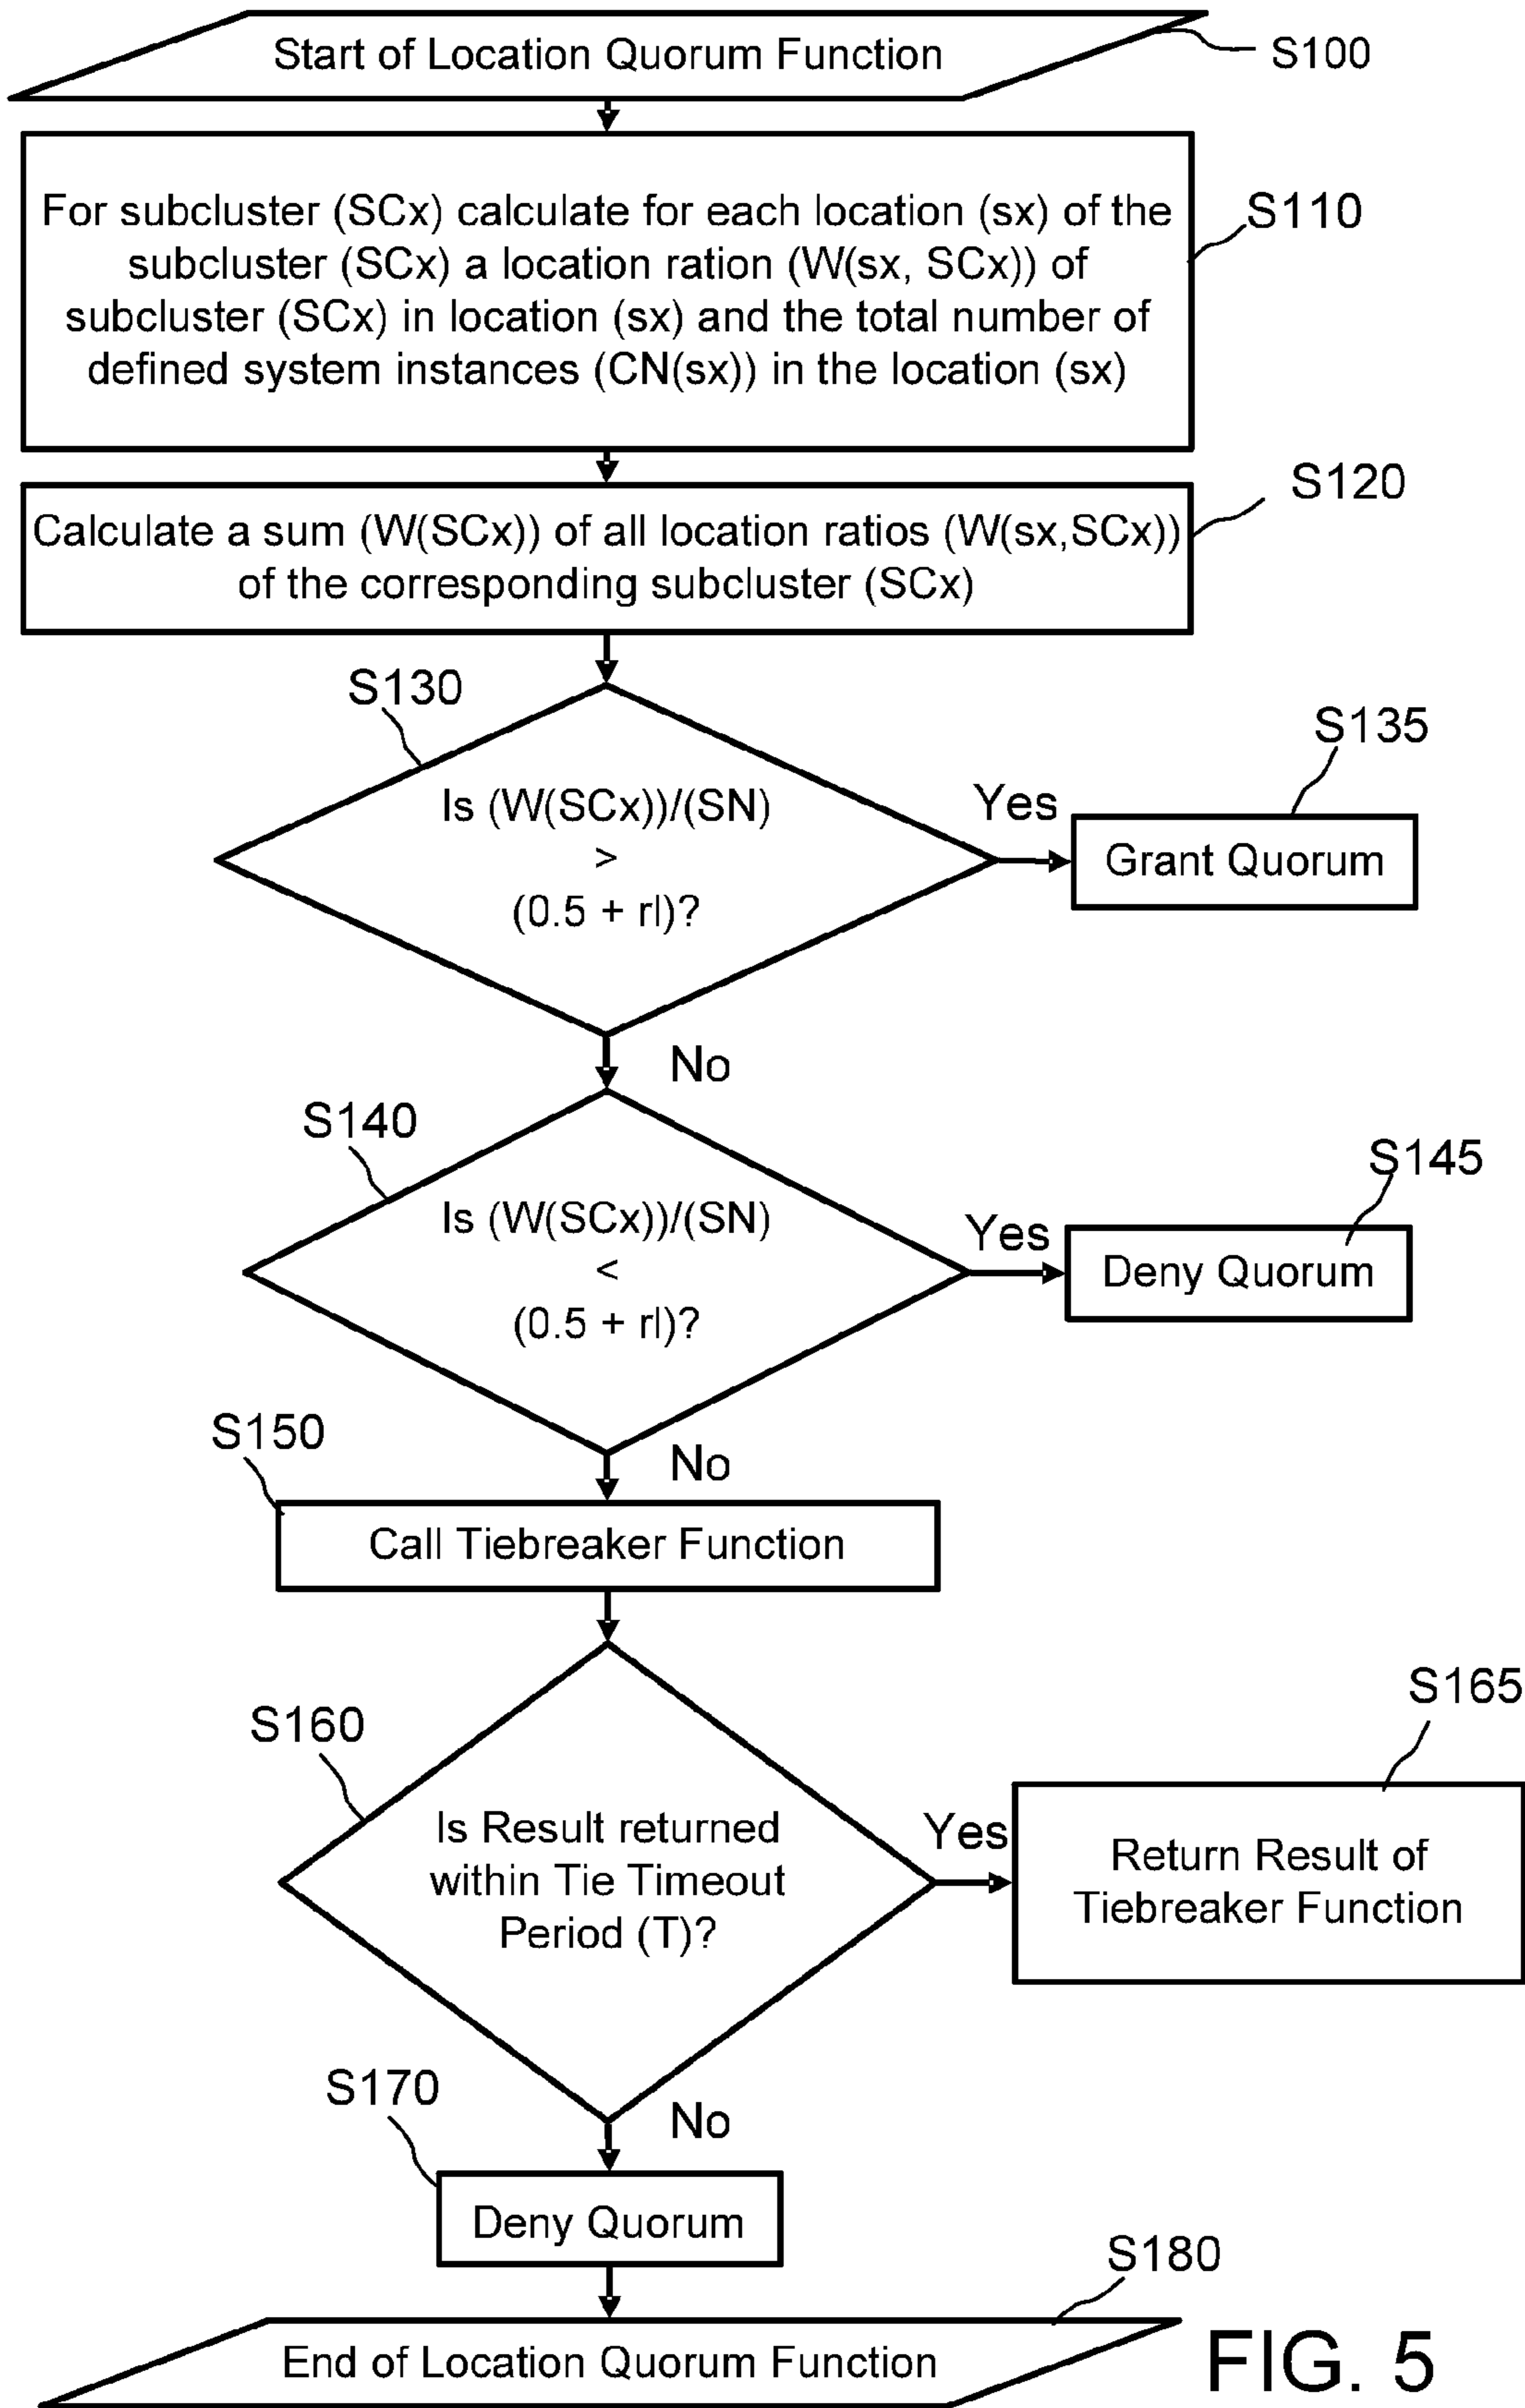 Start of Location Quorum Function
S100
For subcluster (SCx) calculate for each location (sx) of the
subcluster (SCx) a location ration (W(sx, SCx)) of
subcluster (SCx) in location (sx) and the total number of
defined system instances (CN(sx)) in the location (sx)
S110
Calculate a sum (W(SCx)) of all location ratios (W(sx,SCx))
of the corresponding subcluster (SCx)
S120
S130
Is (W(SCx))/(SN)
>
(0.5 + rl)?
Yes
S135
Grant Quorum
No
S140
Is (W(SCx))/(SN)
<
(0.5 + rl)?
Yes
S145
Deny Quorum
No
S150
Call Tiebreaker Function
S160
Is Result returned
within Tie Timeout
Period (T)?
Yes
S165
Return Result of
Tiebreaker Function
No
S170
Deny Quorum
S180
End of Location Quorum Function
FIG. 5